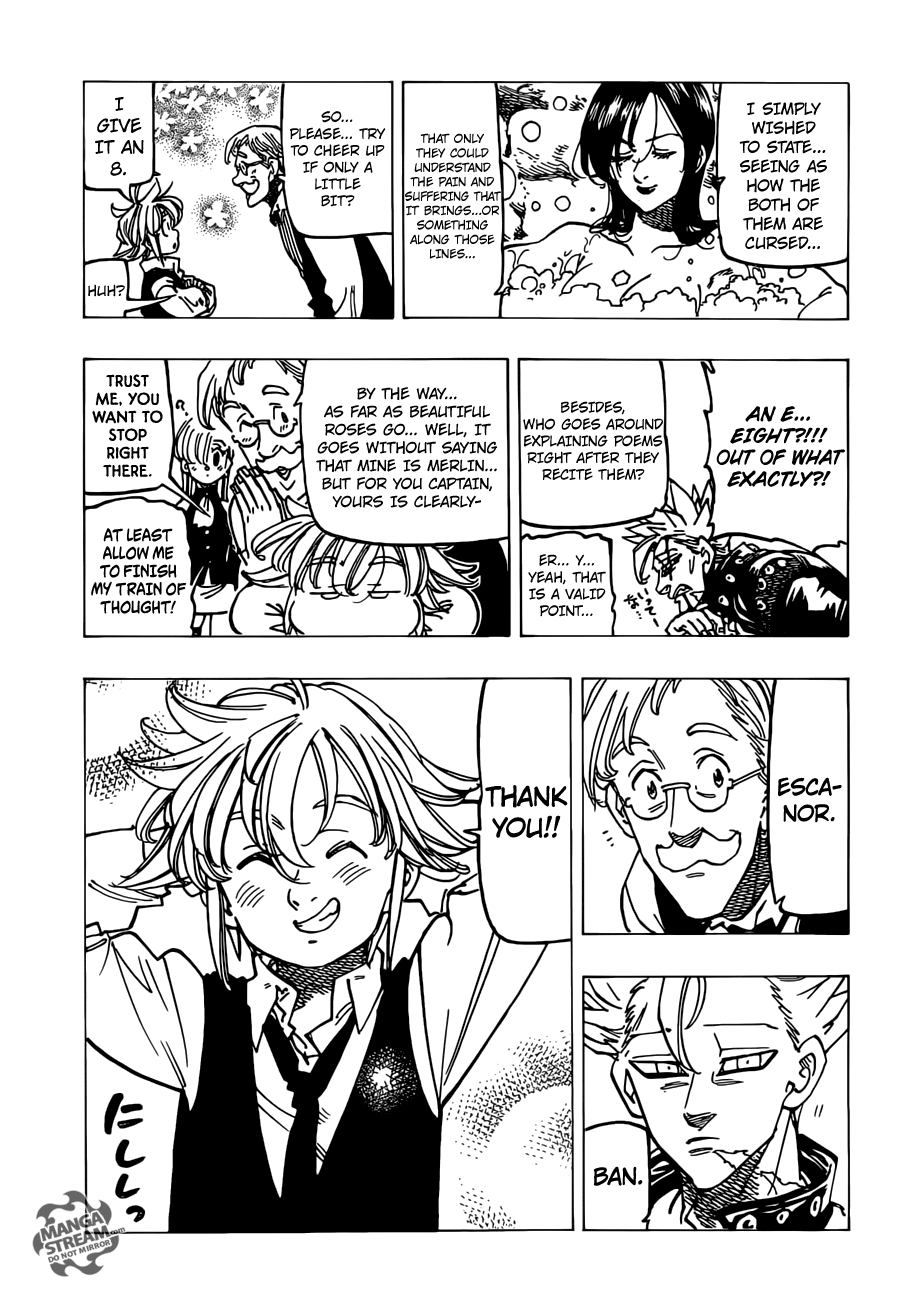 I SIMPLY
WISHED
TO STATE...
SEEING AS
HOW THE
BOTH OF
THEM ARE
CURSED...
THAT ONLY
THEY COULD
UNDERSTAND
THE PAIN AND
SUFFERING THAT
IT BRINGS...OR
SOMETHING
ALONG THOSE
LINES...
SO...
PLEASE... TRY
TO CHEER UP
IF ONLY A
LITTLE
BIT?
I
GIVE
IT AN
8.
HUH?
AN E...
EIGHT?!!!
OUT OF WHAT
EXACTLY?!
BESIDES,
WHO GOES AROUND
EXPLAINING POEMS
RIGHT AFTER THEY
RECITE THEM?
ER... Y...
YEAH, THAT
IS A VALID
POINT...
BY THE WAY...
AS FAR AS BEAUTIFUL
ROSES GO... WELL, IT
GOES WITHOUT SAYING
THAT MINE IS MERLIN...
BUT FOR YOU CAPTAIN,
YOURS IS CLEARLY-
TRUST
ME, YOU
WANT TO
STOP
RIGHT
THERE.
AT LEAST
ALLOW ME
TO FINISH
MY TRAIN OF
THOUGHT!
ESCA-
NOR.
BAN.
THANK
YOU!!
にししっ
MANGA
STREAM.com
DO NOT MIRROR